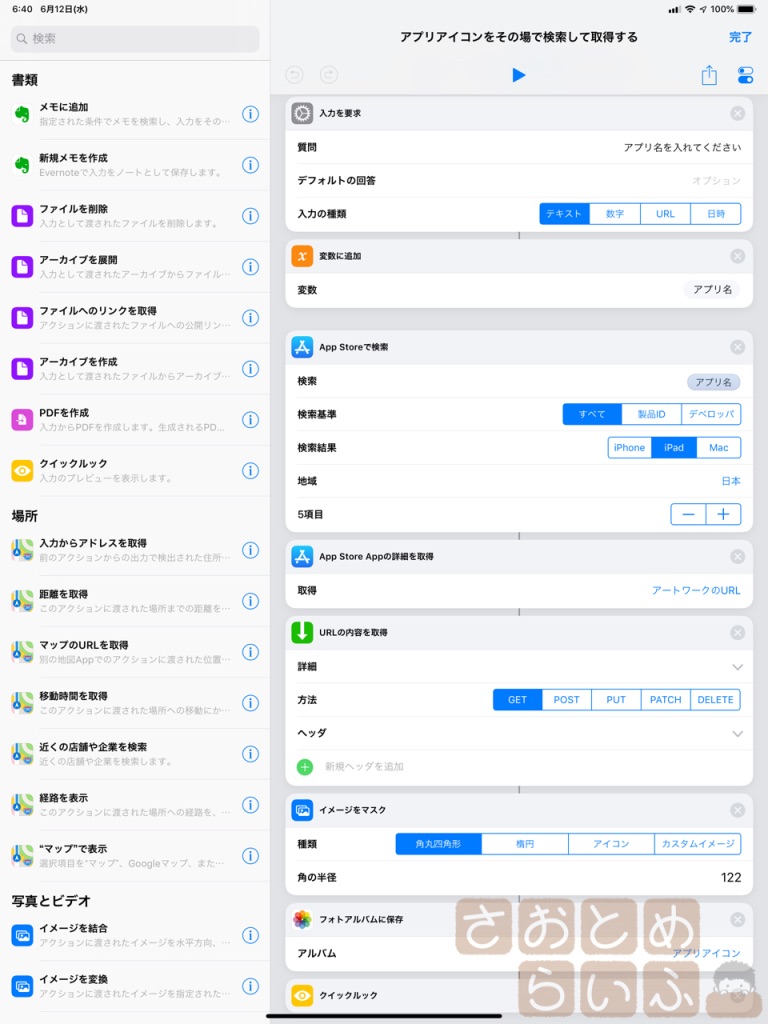 6:40 6月12日(水)
100%
検索
アプリアイコンをその場で検索して取得する
完了
書類
メモに追加
指定された条件でメモを検索し、入力をその…
新規メモを作成
Evernoteで入力をノートとして保存します。
ファイルを削除
入力として渡されたファイルを削除します。
アーカイブを展開
入力として渡されたアーカイブからファイル…
ファイルへのリンクを取得
アクションに渡されたファイルへの公開リン…
アーカイブを作成
入力として渡されたファイルからアーカイブ…
PDFを作成
入力からPDFを作成します。生成されるPD…
クイックルック
入力のプレビューを表示します。
場所
入力からアドレスを取得
前のアクションからの出力で検出された住所…
距離を取得
このアクションに渡された場所までの距離を…
マップのURLを取得
別の地図Appでのアクションに渡された位置…
移動時間を取得
このアクションに渡された場所への移動にか…
近くの店舗や企業を検索
近くの店舗や企業を検索します。
経路を表示
このアクションに渡された場所への経路を、…
“マップ”で表示
選択項目を“マップ”、Googleマップ、また…
写真とビデオ
イメージを結合
アクションに渡されたイメージを水平方向、…
イメージを変換
アクションに渡されたイメージを指定された…
入力を要求
質問 アプリ名を入れてください
デフォルトの回答 オプション
入力の種類 テキスト 数字 URL 日時
変数に追加
変数 アプリ名
App Storeで検索
検索 アプリ名
検索基準 すべて 製品ID デベロッパ
検索結果 iPhone iPad Mac
地域 日本
5項目
App Store Appの詳細を取得
取得 アートワークのURL
URLの内容を取得
詳細
方法 GET POST PUT PATCH DELETE
ヘッダ
新規ヘッダを追加
イメージをマスク
種類 角丸四角形 楕円 アイコン カスタムイメージ
角の半径 122
フォトアルバムに保存
アルバム アプリアイコン
クイックルック
さおとめ
らいふ